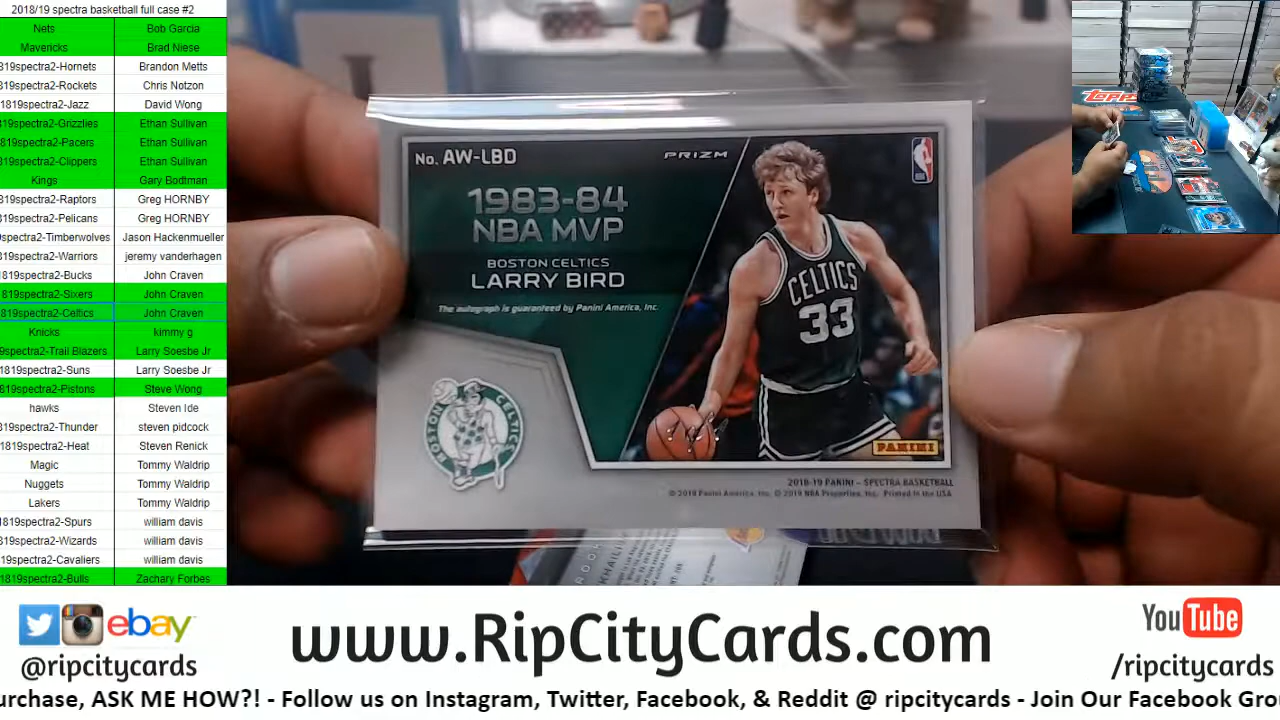 2018/19 spectra basketball full case #2
Nets Bob Garcia
Mavericks Brad Niese
819spectra2-Hornets Brandon Metts
819spectra2-Rockets Chris Notzon
1819spectra2-Jazz David Wong
819spectra2-Grizzlies Ethan Sullivan
819spectra2-Pacers Ethan Sullivan
819spectra2-Clippers Ethan Sullivan
Kings Gary Bodtman
819spectra2-Raptors Greg HORNBY
819spectra2-Pelicans Greg HORNBY
spectra2-Timberwolves Jason Hackenmueller
19spectra2-Warriors jeremy vanderhagen
819spectra2-Bucks John Craven
819spectra2-Sixers John Craven
819spectra2-Celtics John Craven
Knicks kimmy g
9spectra2-Trail Blazers Larry Soesbe Jr
819spectra2-Suns Larry Soesbe Jr
819spectra2-Pistons Steve Wong
hawks Steven Ide
819spectra2-Thunder steven pidcock
819spectra2-Heat Steven Renick
Magic Tommy Waldrip
Nuggets Tommy Waldrip
Lakers Tommy Waldrip
819spectra2-Spurs william davis
819spectra2-Wizards william davis
19spectra2-Cavaliers william davis
1819spectra2-Bulls Zachary Forbes
No. AW-LBD
PRIZM
1983-84
NBA MVP
BOSTON CELTICS
LARRY BIRD
The autograph is guaranteed by Panini America, Inc.
CELTICS
33
BOSTON CELTICS
PANINI
2018-19 PANINI – SPECTRA BASKETBALL
© 2019 Panini America, Inc. © 2019 NBA Properties, Inc. Printed in the USA
TOPPS
ebay
@ripcitycards
www.RipCityCards.com
YouTube
/ripcitycards
urchase, ASK ME HOW?! - Follow us on Instagram, Twitter, Facebook, & Reddit @ ripcitycards - Join Our Facebook Gro